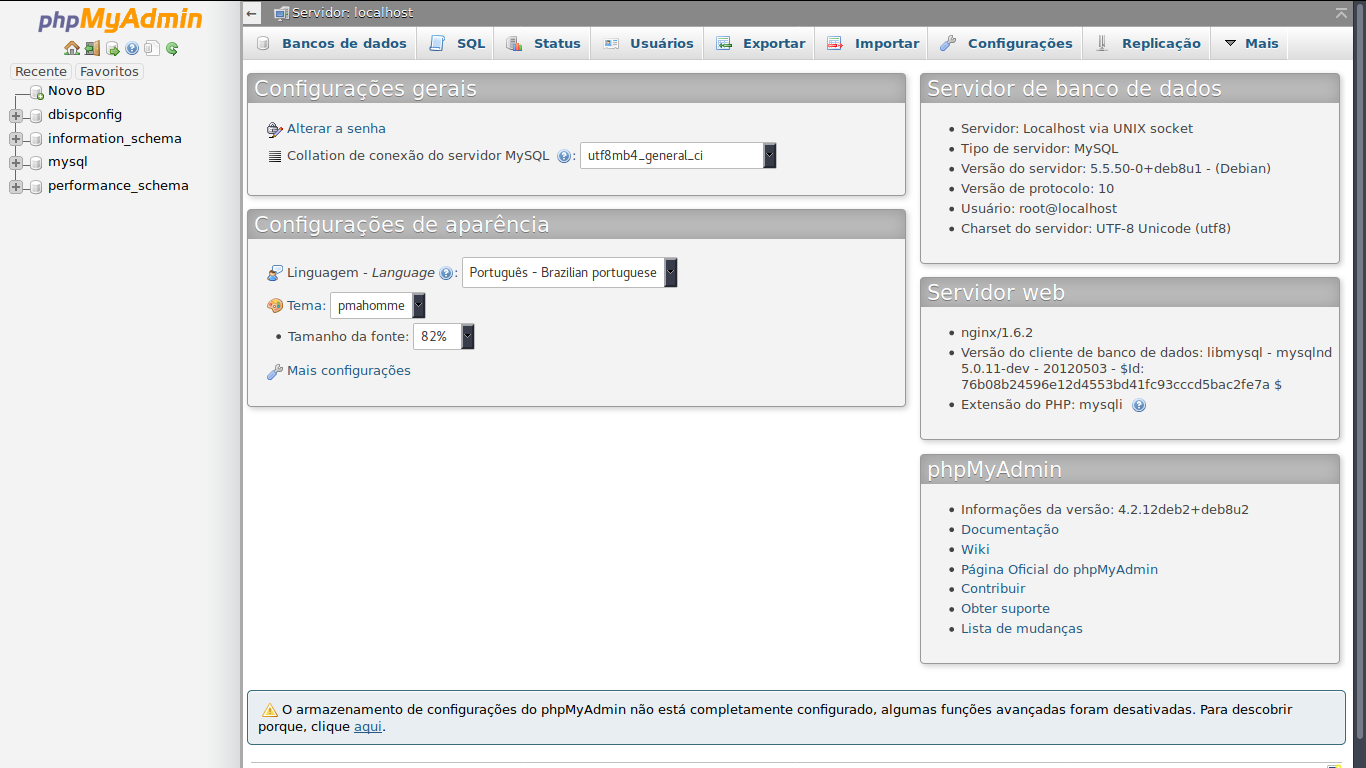 phpMyAdmin
Recente Favoritos
Novo BD
dbispconfig
information_schema
mysql
performance_schema
Servidor: localhost
Bancos de dados SQL Status Usuários Exportar Importar Configurações Replicação Mais
Configurações gerais
Alterar a senha
Collation de conexão do servidor MySQL : utf8mb4_general_ci
Configurações de aparência
Linguagem - Language : Português - Brazilian portuguese
Tema: pmahomme
• Tamanho da fonte: 82%
Mais configurações
Servidor de banco de dados
• Servidor: Localhost via UNIX socket
• Tipo de servidor: MySQL
• Versão do servidor: 5.5.50-0+deb8u1 - (Debian)
• Versão de protocolo: 10
• Usuário: root@localhost
• Charset do servidor: UTF-8 Unicode (utf8)
Servidor web
• nginx/1.6.2
• Versão do cliente de banco de dados: libmysql - mysqlnd
5.0.11-dev - 20120503 - $Id:
76b08b24596e12d4553bd41fc93cccd5bac2fe7a $
• Extensão do PHP: mysqli
phpMyAdmin
• Informações da versão: 4.2.12deb2+deb8u2
• Documentação
• Wiki
• Página Oficial do phpMyAdmin
• Contribuir
• Obter suporte
• Lista de mudanças
O armazenamento de configurações do phpMyAdmin não está completamente configurado, algumas funções avançadas foram desativadas. Para descobrir
porque, clique aqui.